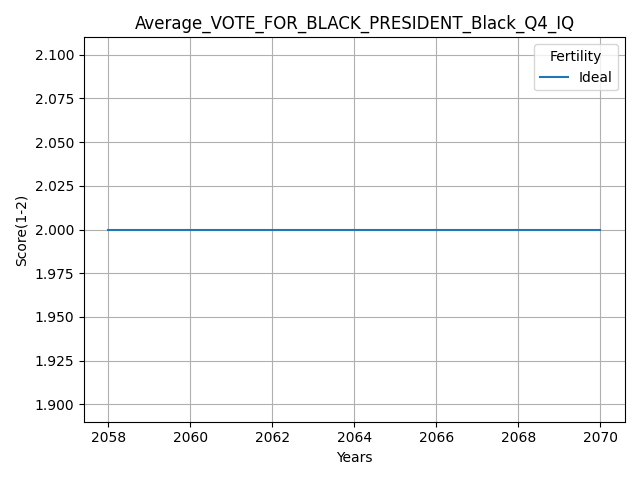 Average_VOTE_FOR_BLACK_PRESIDENT_Black_Q4_IQ
Fertility
Ideal
Score(1-2)
2.100
2.075
2.050
2.025
2.000
1.975
1.950
1.925
1.900
2058 2060 2062 2064 2066 2068 2070
Years